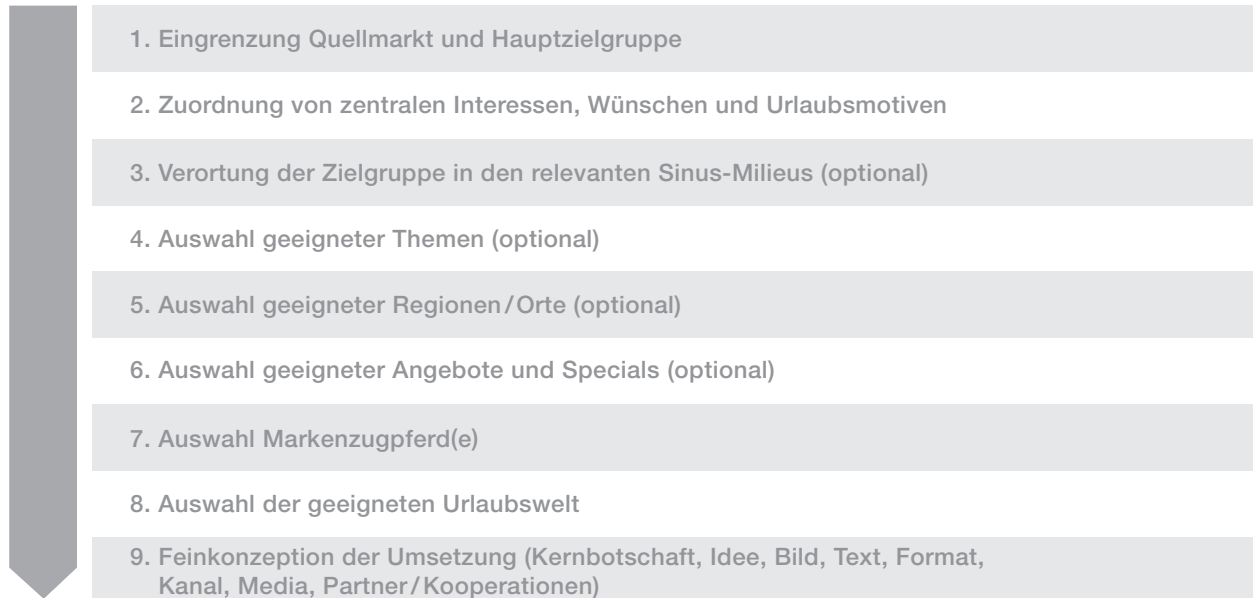 1. Eingrenzung Quellmarkt und Hauptzielgruppe
2. Zuordnung von zentralen Interessen, Wünschen und Urlaubsmotiven
3. Verortung der Zielgruppe in den relevanten Sinus-Milieus (optional)
4. Auswahl geeigneter Themen (optional)
5. Auswahl geeigneter Regionen/Orte (optional)
6. Auswahl geeigneter Angebote und Specials (optional)
7. Auswahl Markenzugpferd(e)
8. Auswahl der geeigneten Urlaubswelt
9. Feinkonzeption der Umsetzung (Kernbotschaft, Idee, Bild, Text, Format,
Kanal, Media, Partner/Kooperationen)